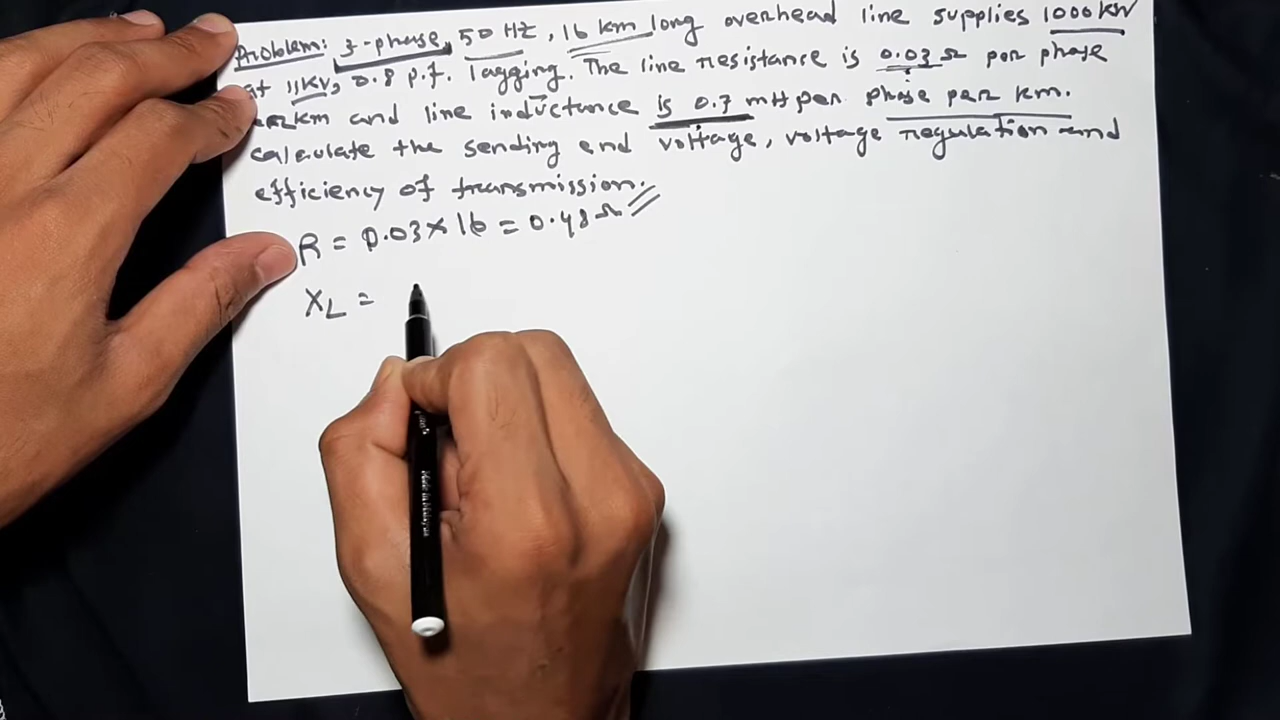 Problem: 3-phase, 50 Hz, 16 km long overhead line supplies 1000 kW
at 11KV, 0.8 p.f. lagging. The line resistance is 0.03 Ω per phase
km and line inductance is 0.7 mH per phase per km.
calculate the sending end voltage, voltage regulation and
efficiency of transmission.
R = 0.03 × 16 = 0.48 Ω
XL =